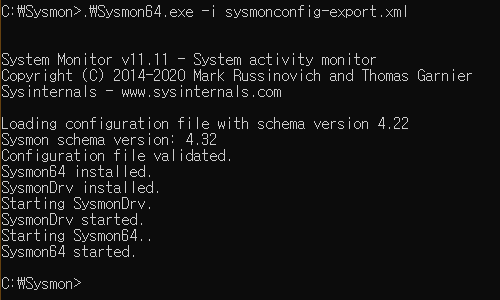 C:₩Sysmon>.₩Sysmon64.exe -i sysmonconfig-export.xml
System Monitor v11.11 - System activity monitor
Copyright (C) 2014-2020 Mark Russinovich and Thomas Garnier
Sysinternals - www.sysinternals.com
Loading configuration file with schema version 4.22
Sysmon schema version: 4.32
Configuration file validated.
Sysmon64 installed.
SysmonDrv installed.
Starting SysmonDrv.
SysmonDrv started.
Starting Sysmon64..
Sysmon64 started.
C:₩Sysmon>